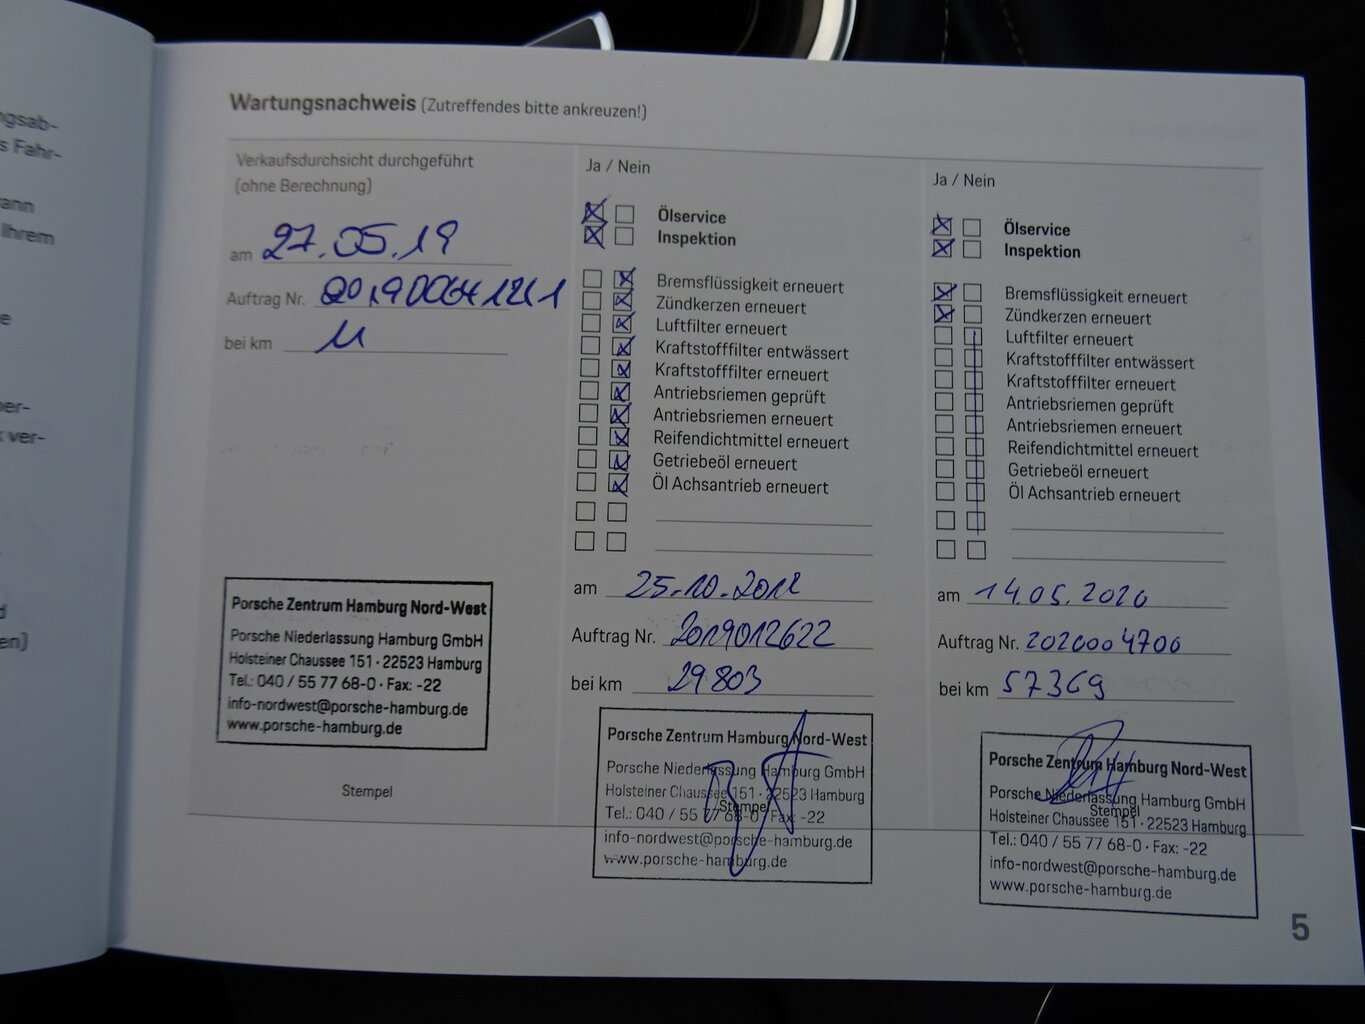 ngsab-
s Fahr-
ann
Ihrem
e
per-
ver-
d
en)
Wartungsnachweis (Zutreffendes bitte ankreuzen!)
Verkaufsdurchsicht durchgeführt
(ohne Berechnung)
am 27.05.19
Auftrag Nr.
bei km
Porsche Zentrum Hamburg Nord-West
Porsche Niederlassung Hamburg GmbH
Holsteiner Chaussee 151 · 22523 Hamburg
Tel.: 040 / 55 77 68-0 · Fax: -22
info-nordwest@porsche-hamburg.de
www.porsche-hamburg.de
Stempel
Ja / Nein
Ölservice
Inspektion
Bremsflüssigkeit erneuert
Zündkerzen erneuert
Luftfilter erneuert
Kraftstofffilter entwässert
Kraftstofffilter erneuert
Antriebsriemen geprüft
Antriebsriemen erneuert
Reifendichtmittel erneuert
Getriebeöl erneuert
Öl Achsantrieb erneuert
am
Auftrag Nr. 2019012622
bei km 29803
Porsche Zentrum Hamburg Nord-West
Porsche Niederlassung Hamburg GmbH
Holsteiner Chaussee 151 · 22523 Hamburg
Stempel
Tel.: 040 / 55 77 68-0 · Fax: -22
info-nordwest@porsche-hamburg.de
www.porsche-hamburg.de
Ja / Nein
Ölservice
Inspektion
Bremsflüssigkeit erneuert
Zündkerzen erneuert
Luftfilter erneuert
Kraftstofffilter entwässert
Kraftstofffilter erneuert
Antriebsriemen geprüft
Antriebsriemen erneuert
Reifendichtmittel erneuert
Getriebeöl erneuert
Öl Achsantrieb erneuert
am 14.05.2020
Auftrag Nr. 2020004700
bei km 57369
Porsche Zentrum Hamburg Nord-West
Porsche Niederlassung Hamburg GmbH
Stempel
Holsteiner Chaussee 151 · 22523 Hamburg
Tel.: 040 / 55 77 68-0 · Fax: -22
info-nordwest@porsche-hamburg.de
www.porsche-hamburg.de
5